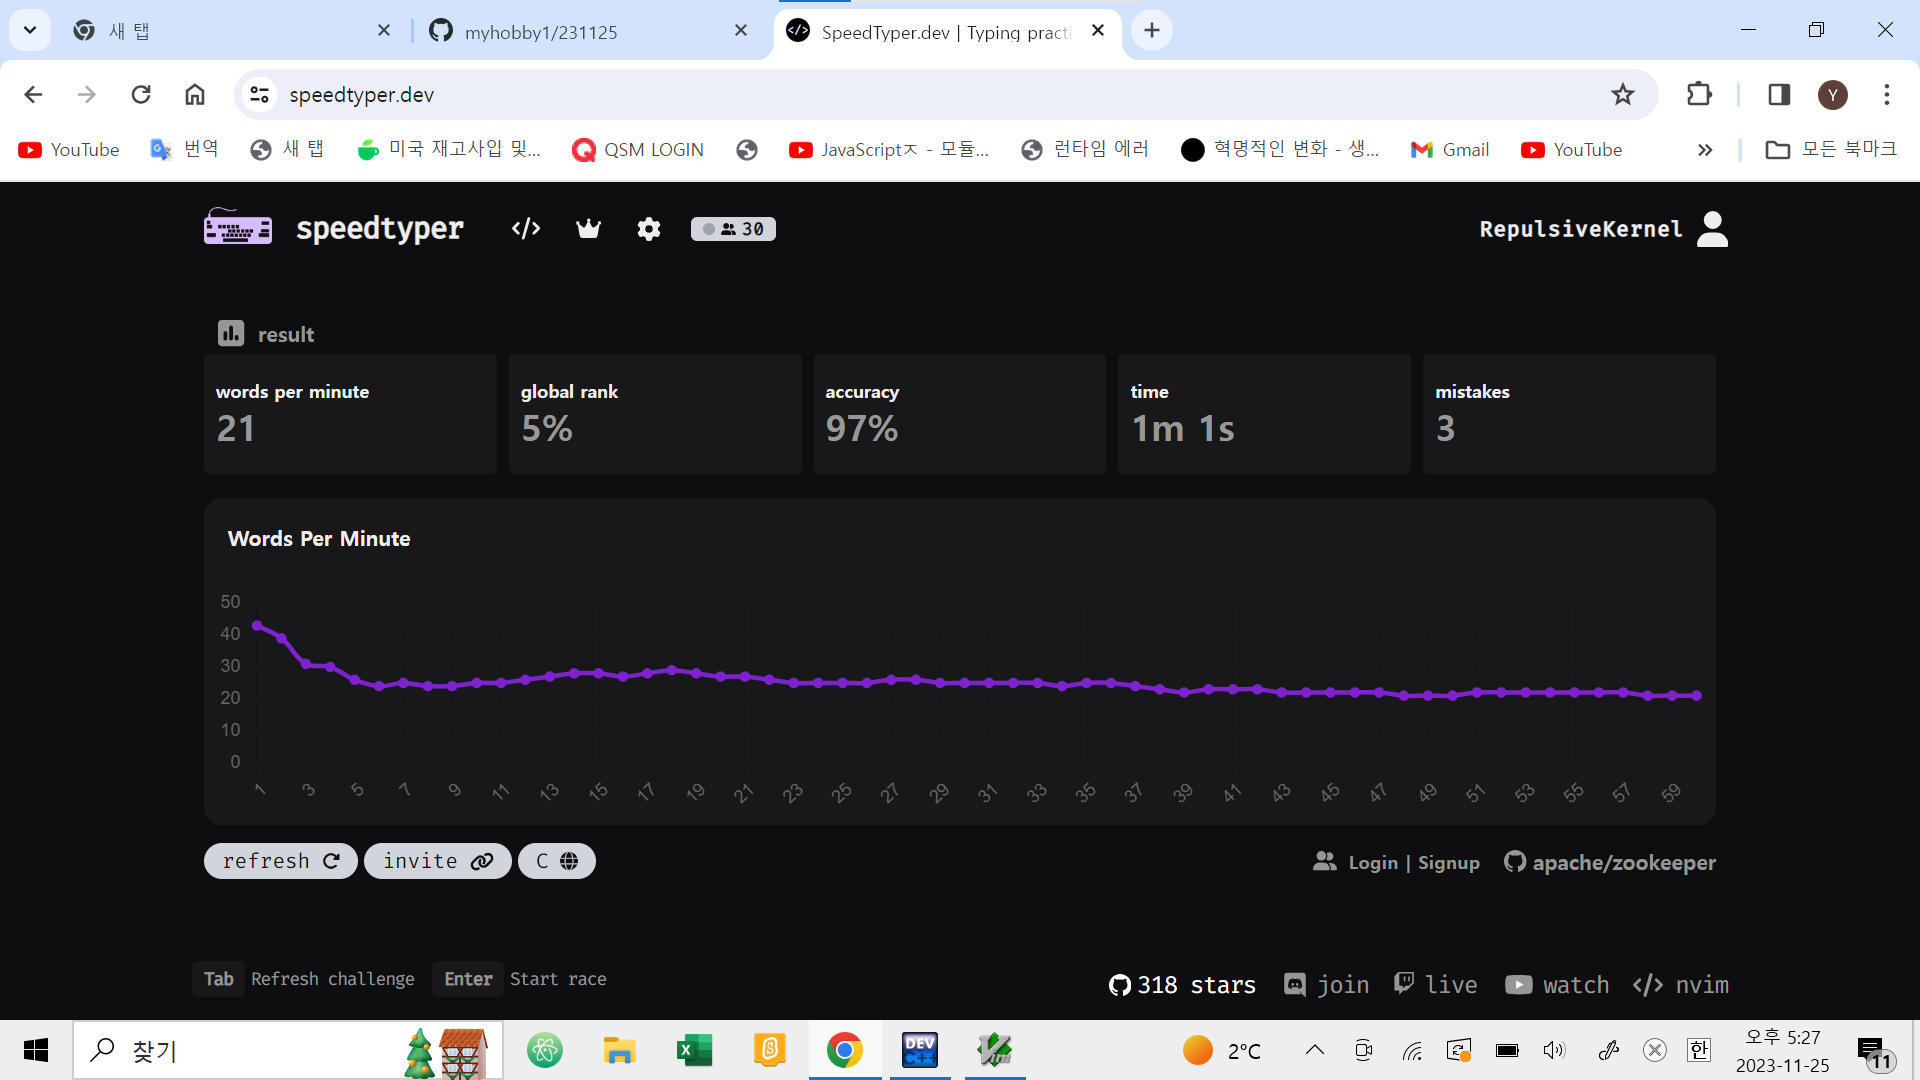 새 탭
myhobby1/231125
SpeedTyper.dev | Typing practi
speedtyper.dev
Y
YouTube
번역
새 탭
미국 재고사입 및...
QSM LOGIN
JavaScriptㅈ - 모듈...
런타임 에러
혁명적인 변화 - 생...
Gmail
YouTube
모든 북마크
speedtyper
30
RepulsiveKernel
result
words per minute
21
global rank
5%
accuracy
97%
time
1m 1s
mistakes
3
Words Per Minute
50
40
30
20
10
0
1 3 5 7 9 11 13 15 17 19 21 23 25 27 29 31 33 35 37 39 41 43 45 47 49 51 53 55 57 59
refresh
invite
C
Login | Signup
apache/zookeeper
Tab Refresh challenge
Enter Start race
318 stars
join
live
watch
nvim
찾기
DEV C++
Vim
2°C
한
오후 5:27
2023-11-25
11